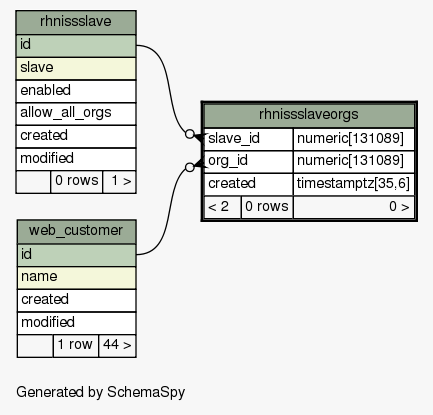 rhnissslave
id
slave
enabled
allow_all_orgs
created
modified
0 rows 1 >
rhnissslaveorgs
slave_id numeric[131089]
org_id numeric[131089]
created timestamptz[35,6]
< 2 0 rows 0 >
web_customer
id
name
created
modified
1 row 44 >
Generated by SchemaSpy